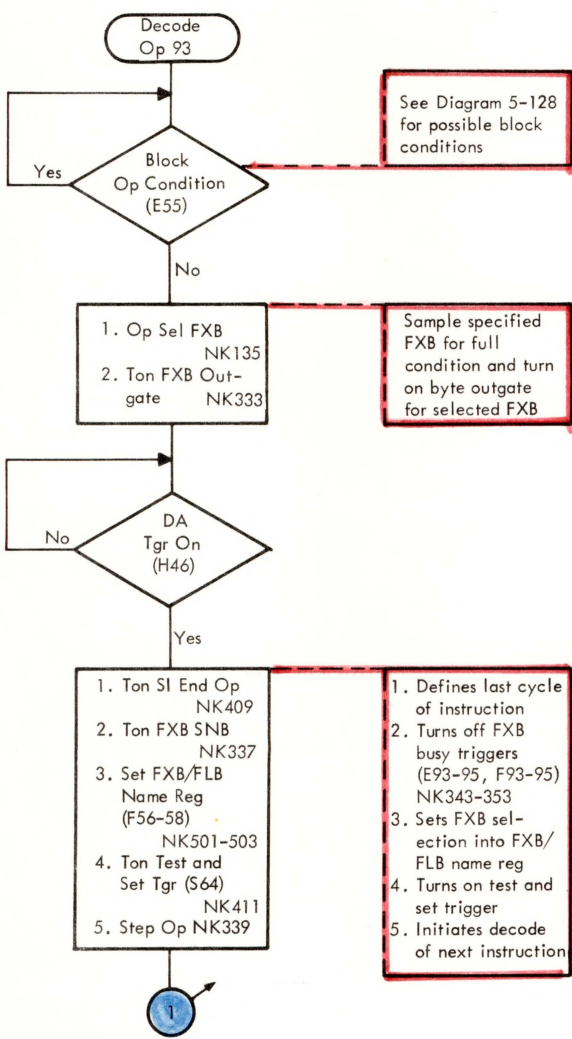 Decode
Op 93
See Diagram 5-128
for possible block
conditions
Yes
Block
Op Condition
(E55)
No
1. Op Sel FXB
NK135
2. Ton FXB Out-
gate NK333
Sample specified
FXB for full
condition and turn
on byte outgate
for selected FXB
No
DA
Tgr On
(H46)
Yes
1. Ton SI End Op
NK409
2. Ton FXB SNB
NK337
3. Set FXB/FLB
Name Reg
(F56-58)
NK501-503
4. Ton Test and
Set Tgr (S64)
NK411
5. Step Op NK339
1. Defines last cycle
of instruction
2. Turns off FXB
busy triggers
(E93-95, F93-95)
NK343-353
3. Sets FXB sel-
ection into FXB/
FLB name reg
4. Turns on test and
set trigger
5. Initiates decode
of next instruction
1